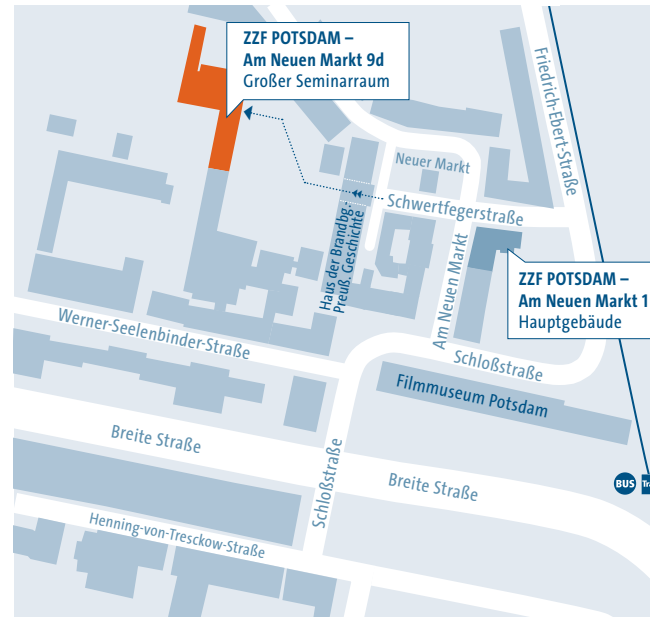 ZZF POTSDAM –
Am Neuen Markt 9d
Großer Seminarraum
Friedrich-Ebert-Straße
Neuer Markt
Schwertfegerstraße
Haus der Brandbg.-
Preuß. Geschichte
Am Neuen Markt
ZZF POTSDAM –
Am Neuen Markt 1
Hauptgebäude
Werner-Seelenbinder-Straße
Schloßstraße
Filmmuseum Potsdam
Breite Straße
Schloßstraße
Breite Straße
BUS
Henning-von-Tresckow-Straße